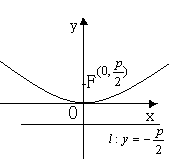 y
F(0, p/2)
0
x
l : y = − p/2